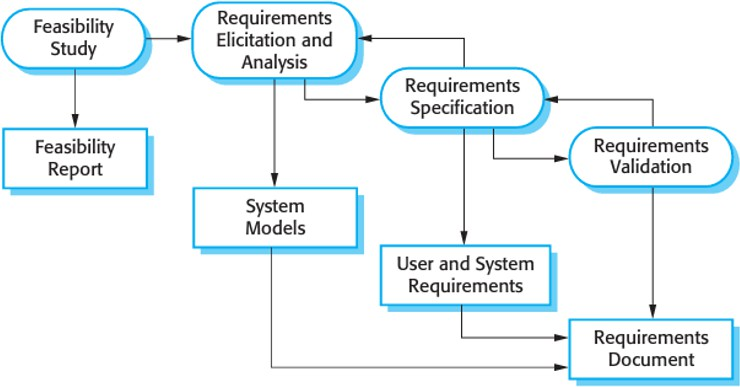 Feasibility
Study
Requirements
Elicitation and
Analysis
Requirements
Specification
Requirements
Validation
Feasibility
Report
System
Models
User and System
Requirements
Requirements
Document